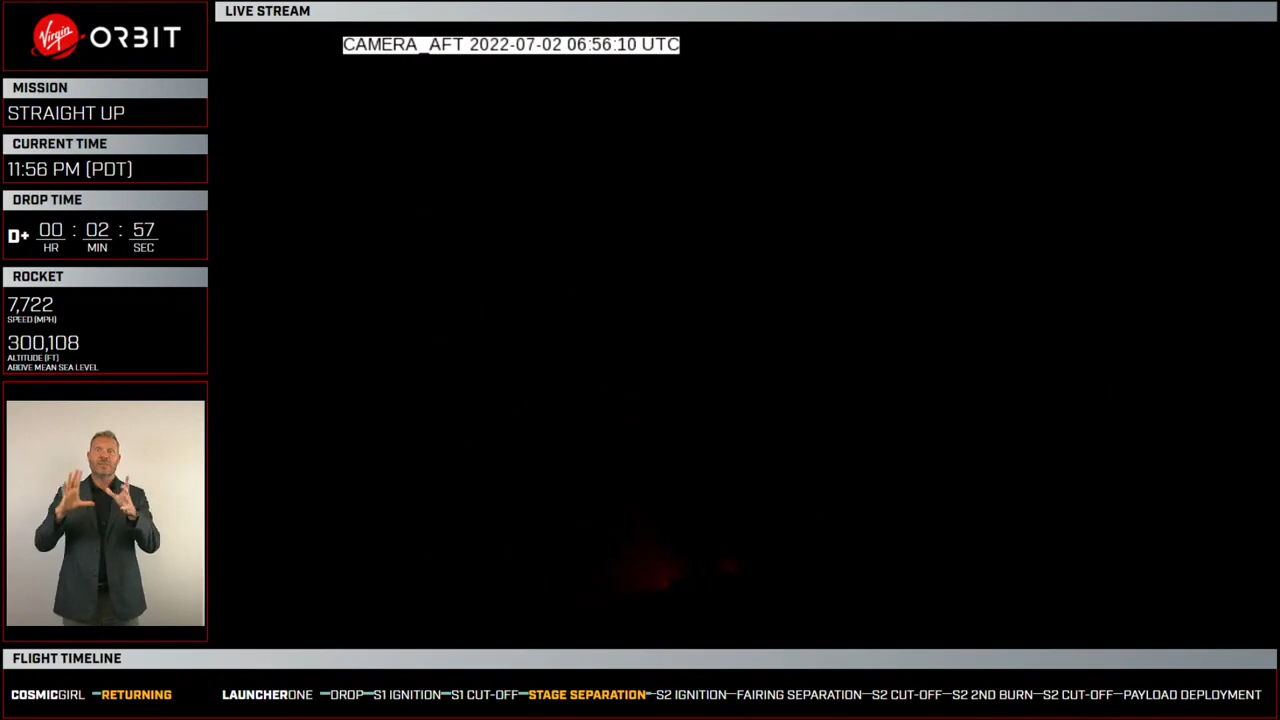 Virgin ORBIT
LIVE STREAM
CAMERA_AFT 2022-07-02 06:56:10 UTC
MISSION
STRAIGHT UP
CURRENT TIME
11:56 PM (PDT)
DROP TIME
D+ 00 : 02 : 57
HR MIN SEC
ROCKET
7,722
SPEED (MPH)
300,108
ALTITUDE (FT)
ABOVE MEAN SEA LEVEL
FLIGHT TIMELINE
COSMICGIRL RETURNING LAUNCHERONE DROP S1 IGNITION S1 CUT-OFF STAGE SEPARATION S2 IGNITION FAIRING SEPARATION S2 CUT-OFF S2 2ND BURN S2 CUT-OFF PAYLOAD DEPLOYMENT